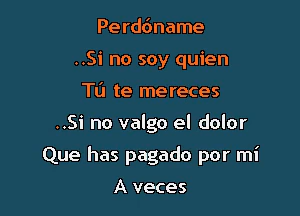 Perdóname
..Si no soy quien
Tú te mereces
..Si no valgo el dolor
Que has pagado por mi
A veces